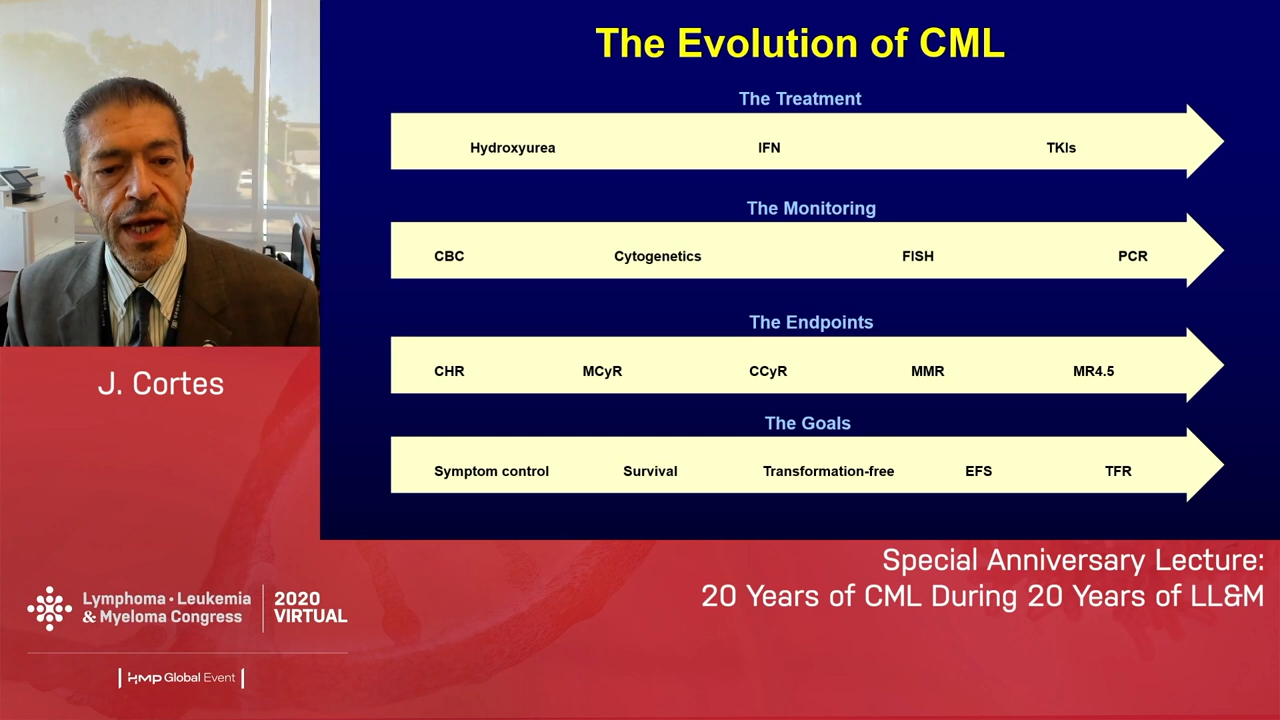 The Evolution of CML
The Treatment
Hydroxyurea IFN TKIs
The Monitoring
CBC Cytogenetics FISH PCR
The Endpoints
CHR MCyR CCyR MMR MR4.5
The Goals
Symptom control Survival Transformation-free EFS TFR
J. Cortes
Special Anniversary Lecture:
20 Years of CML During 20 Years of LL&M
Lymphoma • Leukemia
& Myeloma Congress
2020
VIRTUAL
HMP Global Event